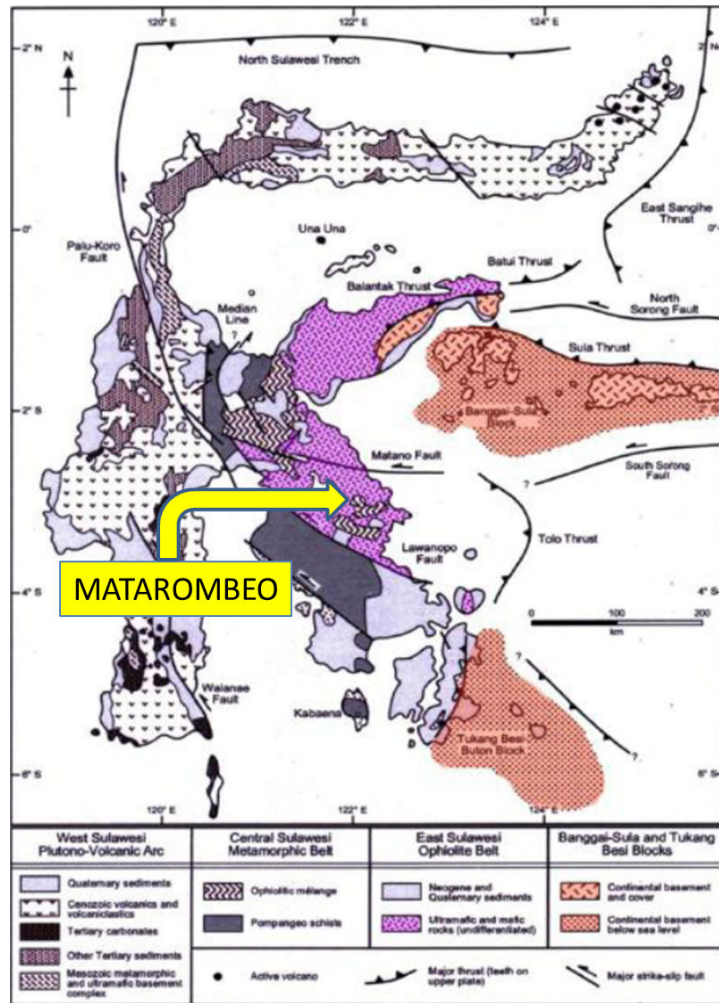 120° E
122° E
124° E
2° N
2° N
N
North Sulawesi Trench
East Sangihe
Thrust
0°
0°
Una Una
Palu-Koro
Fault
Batui Thrust
Balantak Thrust
North
Sorong Fault
Median
Line
?
Sula Thrust
2° S
2° S
Banggai-Sula
Block
Matano Fault
South Sorong
Fault
?
Tolo Thrust
Lawanopo
Fault
MATAROMBEO
4° S
4° S
0 100 200
km
Walanae
Fault
?
Kabaena
Tukang Besi-
Buton Block
?
6° S
6° S
120° E
122° E
124° E
West Sulawesi
Plutono-Volcanic Arc
Quaternary sediments
Cenozoic volcanics and
volcaniclastics
Tertiary carbonates
Other Tertiary sediments
Mesozoic metamorphic
and ultramafic basement
complex
Central Sulawesi
Metamorphic Belt
Ophiolitic mélange
Pompangeo schists
East Sulawesi
Ophiolite Belt
Neogene and
Quaternary sediments
Ultramafic and mafic
rocks (undifferentiated)
Banggai-Sula and Tukang
Besi Blocks
Continental basement
and cover
Continental basement
below sea level
Active volcano
Major thrust (teeth on
upper plate)
Major strike-slip fault